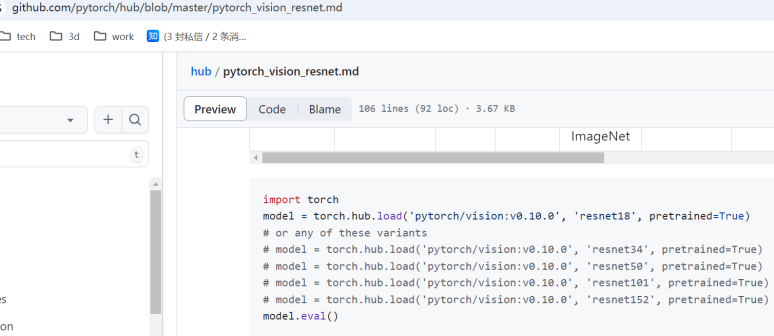 github.com/pytorch/hub/blob/master/pytorch_vision_resnet.md
tech 3d work 知 (3 封私信 / 2 条消...
hub / pytorch_vision_resnet.md
Preview Code Blame 106 lines (92 loc) · 3.67 KB
t
ImageNet
import torch
model = torch.hub.load('pytorch/vision:v0.10.0', 'resnet18', pretrained=True)
# or any of these variants
# model = torch.hub.load('pytorch/vision:v0.10.0', 'resnet34', pretrained=True)
# model = torch.hub.load('pytorch/vision:v0.10.0', 'resnet50', pretrained=True)
# model = torch.hub.load('pytorch/vision:v0.10.0', 'resnet101', pretrained=True)
# model = torch.hub.load('pytorch/vision:v0.10.0', 'resnet152', pretrained=True)
model.eval()
es
on